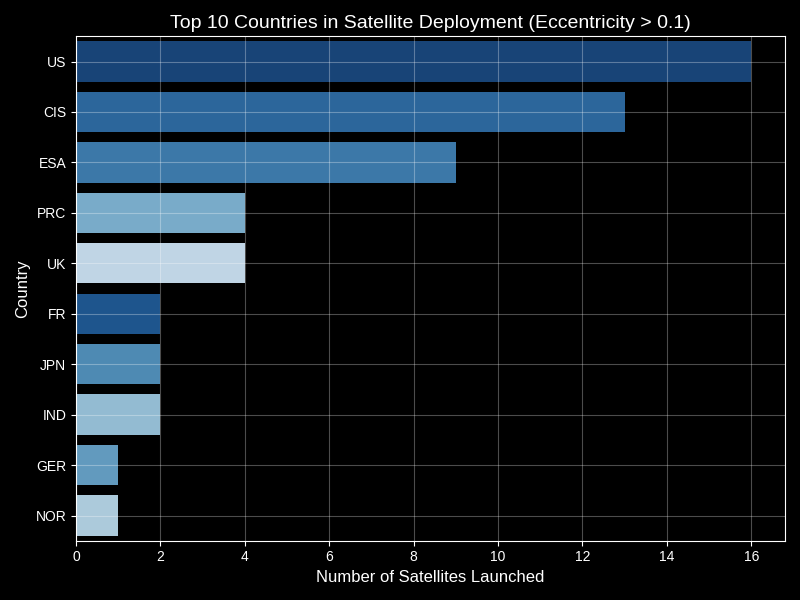 Top 10 Countries in Satellite Deployment (Eccentricity > 0.1)
Country
US
CIS
ESA
PRC
UK
FR
JPN
IND
GER
NOR
0 2 4 6 8 10 12 14 16
Number of Satellites Launched